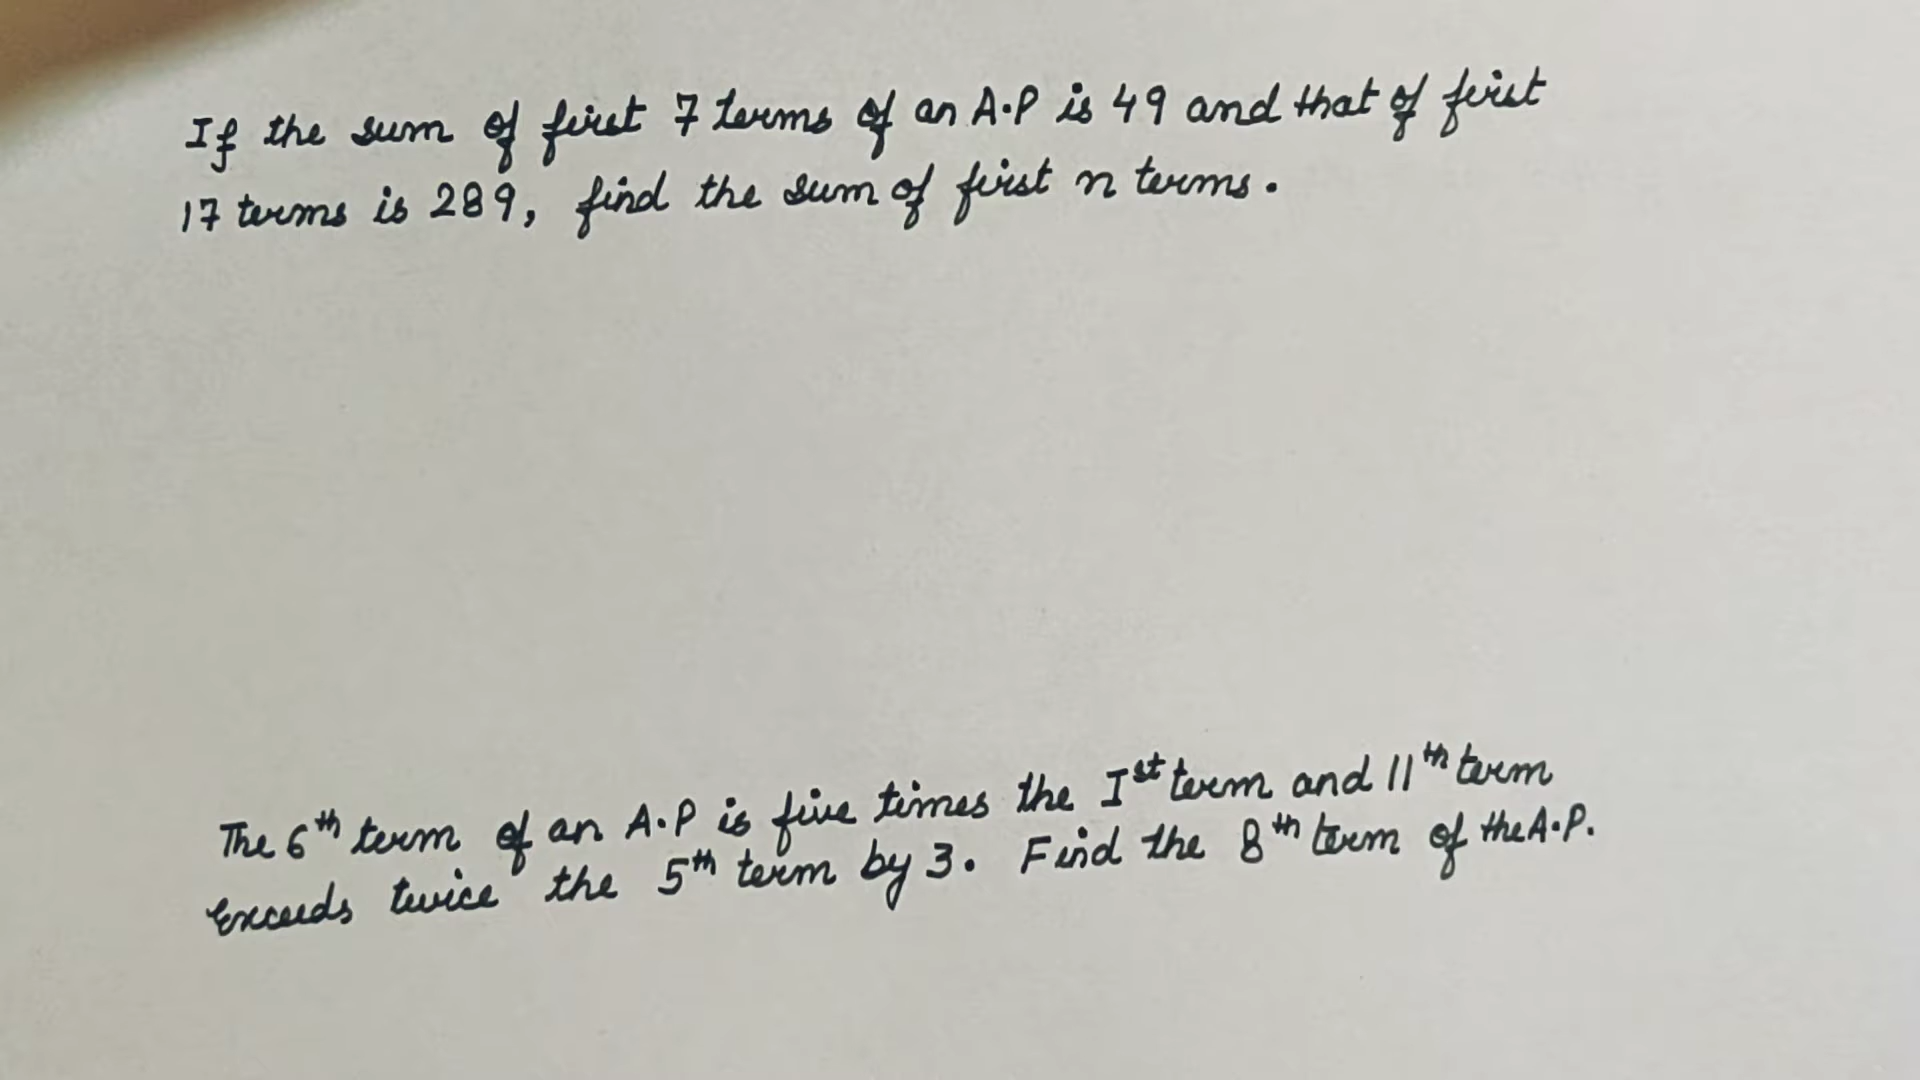 If the sum of first 7 terms of an A.P is 49 and that of first
17 terms is 289, find the sum of first n terms.
The 6th term of an A.P is five times the Ist term and 11th term
exceeds twice the 5th term by 3. Find the 8th term of the A.P.